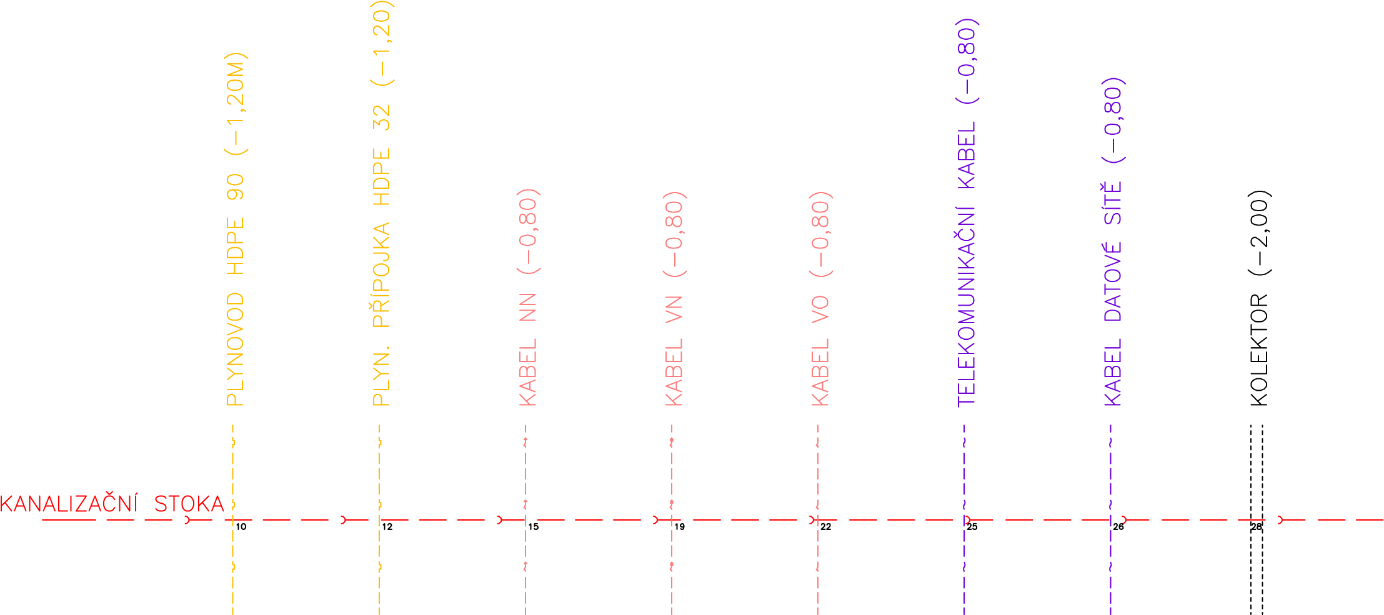 PLYNOVOD HDPE 90 (-1,20M)
PLYN. PŘÍPOJKA HDPE 32 (-1,20)
KABEL NN (-0,80)
KABEL VN (-0,80)
KABEL VO (-0,80)
TELEKOMUNIKAČNÍ KABEL (-0,80)
KABEL DATOVÉ SÍTĚ (-0,80)
KOLEKTOR (-2,00)
KANALIZAČNÍ STOKA
10
12
15
19
22
25
26
28